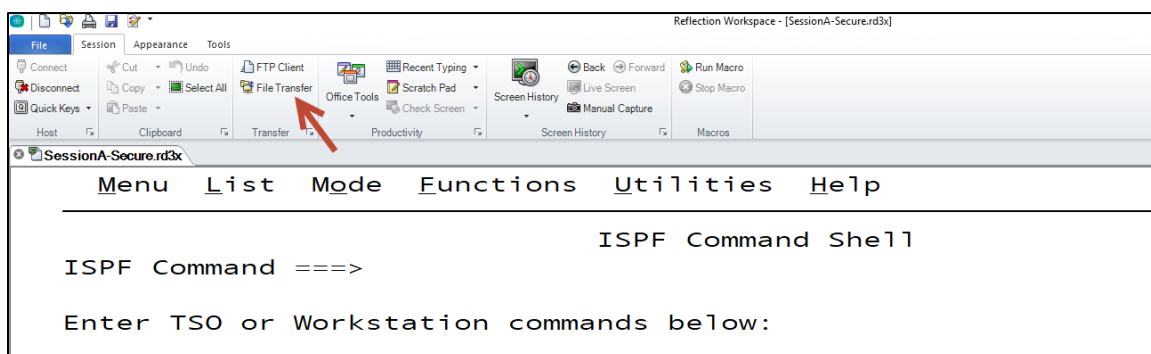 Reflection Workspace - [SessionA-Secure.rd3x]
File Session Appearance Tools
Connect Cut Undo FTP Client Recent Typing Back Forward Run Macro
Disconnect Copy Select All File Transfer Office Tools Scratch Pad Screen History Live Screen Stop Macro
Quick Keys Paste Check Screen Manual Capture
Host Clipboard Transfer Productivity Screen History Macros
SessionA-Secure.rd3x
Menu List Mode Functions Utilities Help
ISPF Command Shell
ISPF Command ===>
Enter TSO or Workstation commands below: